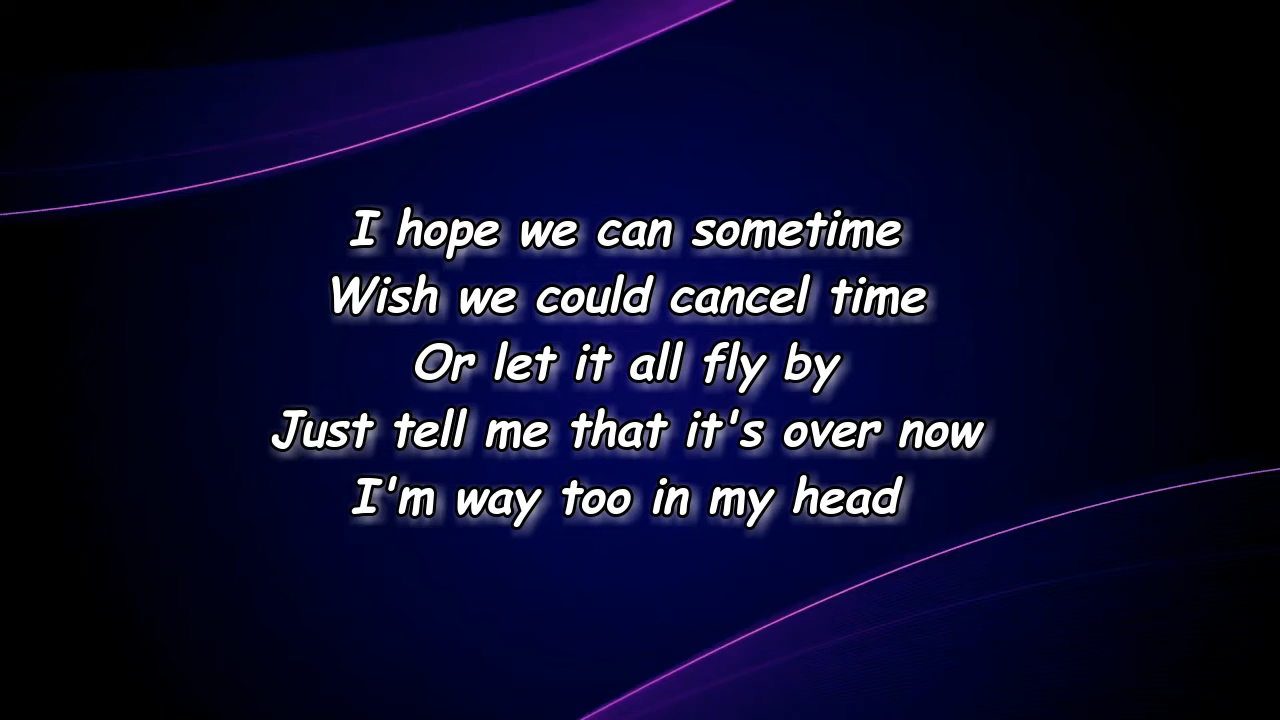 I hope we can sometime
Wish we could cancel time
Or let it all fly by
Just tell me that it's over now
I'm way too in my head